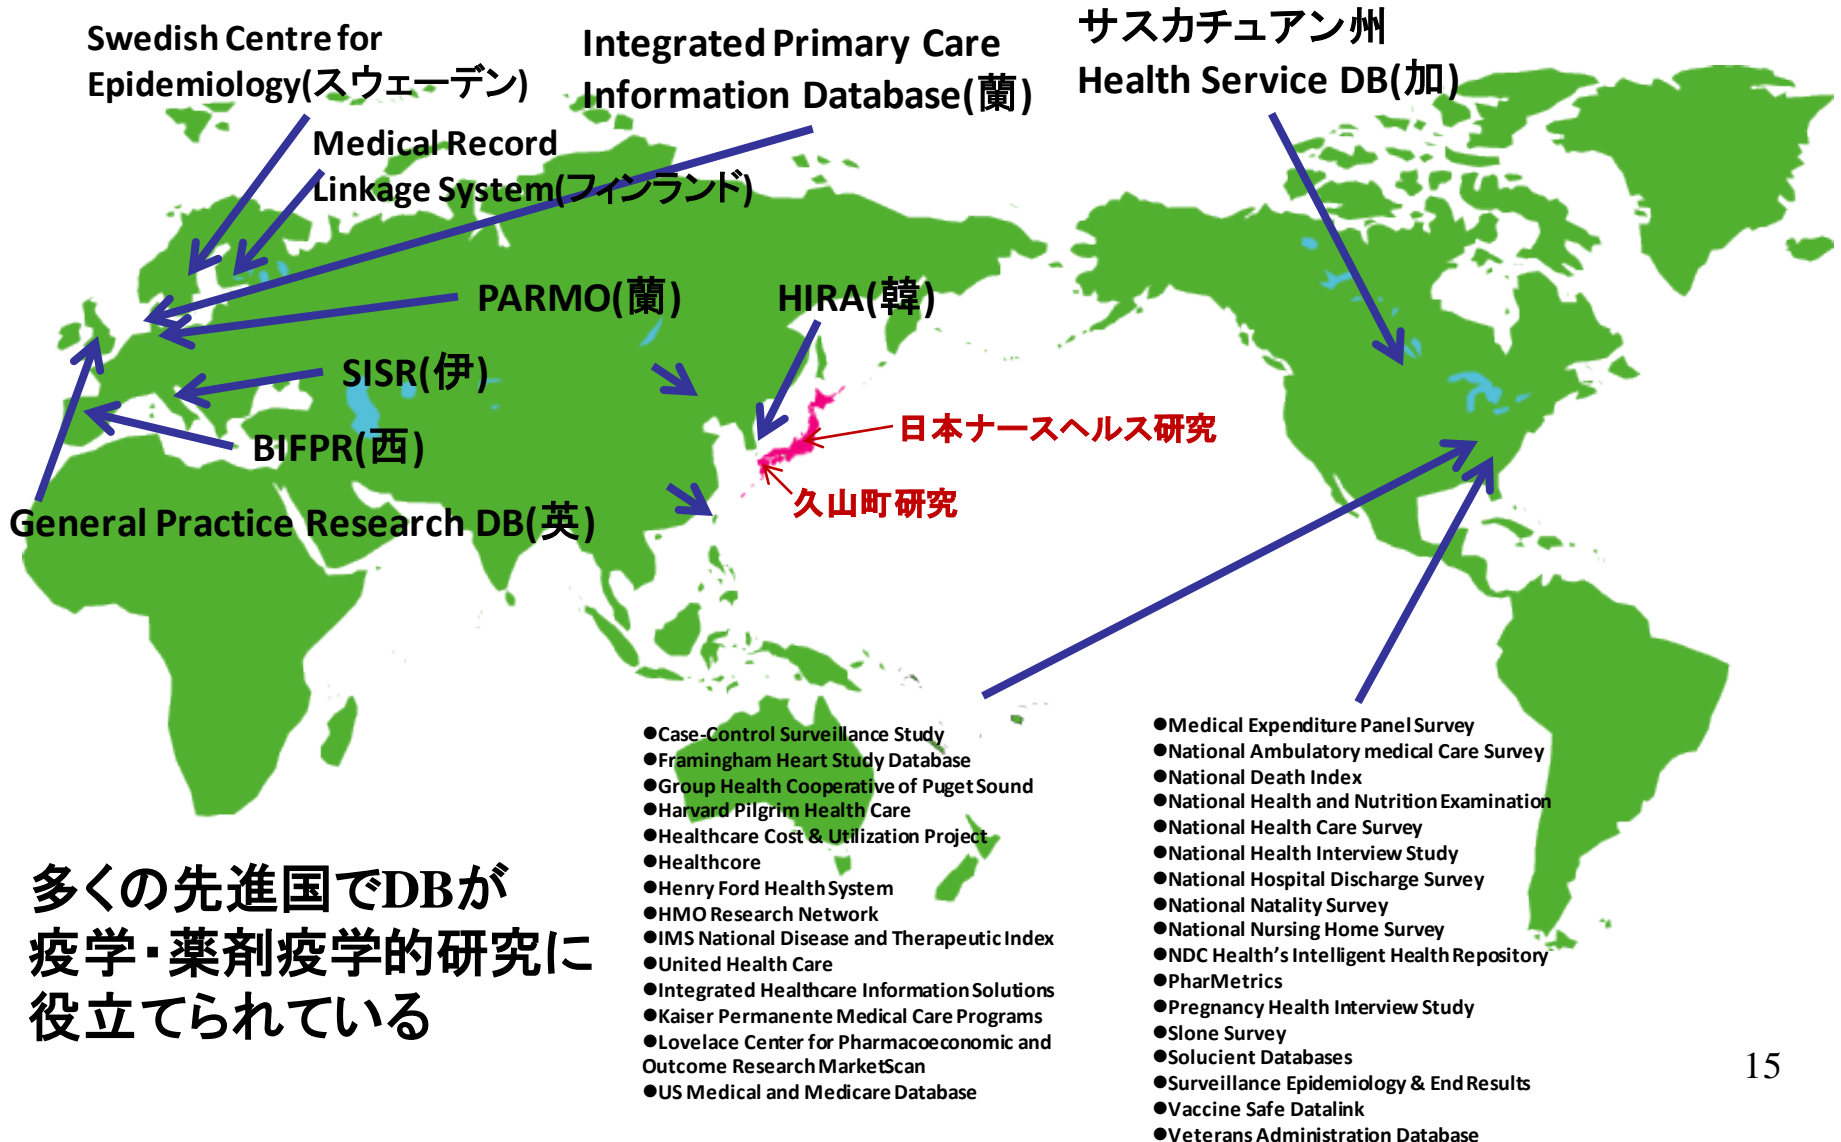 Swedish Centre for
Epidemiology(スウェーデン)
Integrated Primary Care
Information Database(蘭)
サスカチュアン州
Health Service DB(加)
Medical Record
Linkage System(フィンランド)
PARMO(蘭)
HIRA(韓)
SISR(伊)
BIFPR(西)
日本ナースヘルス研究
久山町研究
General Practice Research DB(英)
●Case-Control Surveillance Study
●Framingham Heart Study Database
●Group Health Cooperative of Puget Sound
●Harvard Pilgrim Health Care
●Healthcare Cost & Utilization Project
●Healthcore
●Henry Ford Health System
●HMO Research Network
●IMS National Disease and Therapeutic Index
●United Health Care
●Integrated Healthcare Information Solutions
●Kaiser Permanente Medical Care Programs
●Lovelace Center for Pharmacoeconomic and
Outcome Research MarketScan
●US Medical and Medicare Database
●Medical Expenditure Panel Survey
●National Ambulatory medical Care Survey
●National Death Index
●National Health and Nutrition Examination
●National Health Care Survey
●National Health Interview Study
●National Hospital Discharge Survey
●National Natality Survey
●National Nursing Home Survey
●NDC Health's Intelligent Health Repository
●PharMetrics
●Pregnancy Health Interview Study
●Slone Survey
●Solucient Databases
●Surveillance Epidemiology & End Results
●Vaccine Safe Datalink
●Veterans Administration Database
多くの先進国でDBが
疫学・薬剤疫学的研究に
役立てられている
15